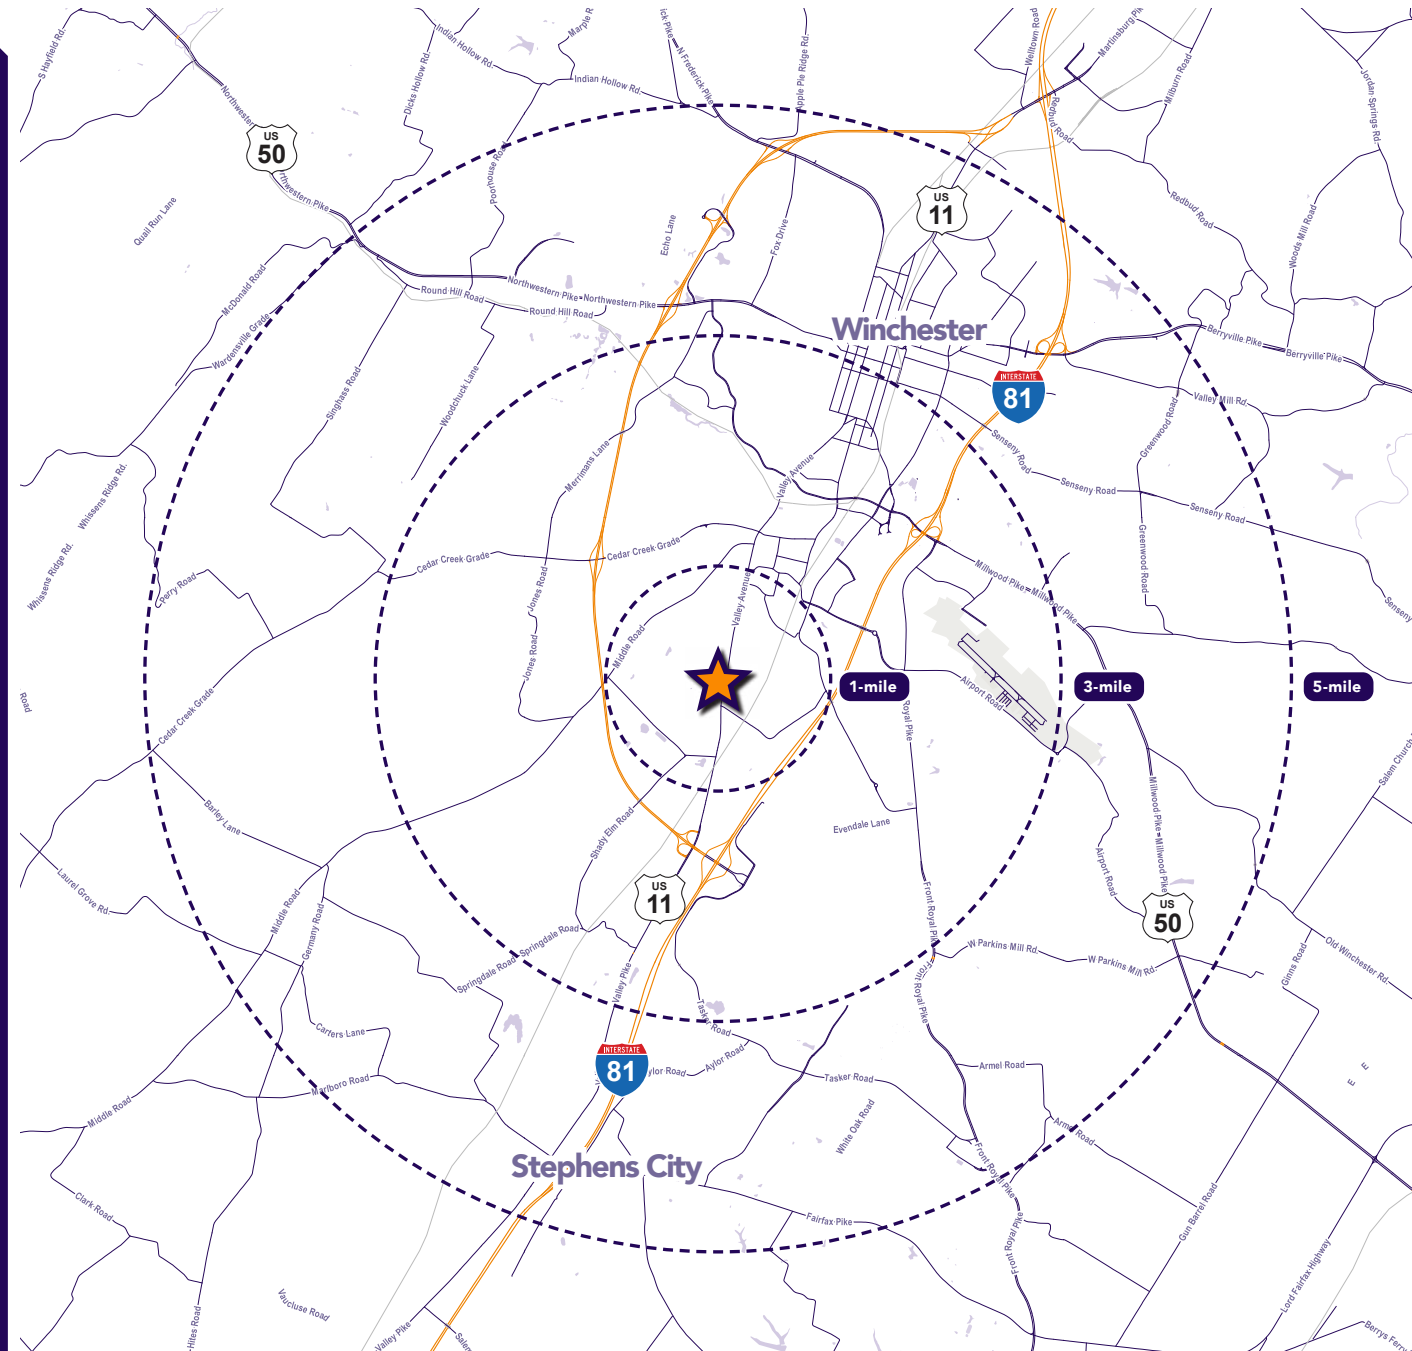 S Hayfield Rd.
Indian Hollow Rd.
Marple R
ick Pike
N Frederick Pike
Apple Pie Ridge Rd.
Welltown Road
Martinsburg Pik
Milburn Road
Jordan Springs Rd.
Dicks Hollow Rd.
Indian Hollow Rd.
Northwester
US
50
rthwestern Pike
Poorhouse Road
Redbud Road
Redbud Road
Woods Mill Road
Quail Run Lane
Echo Lane
Fox Drive
US
11
McDonald Road
Wardensville Grade
Round Hill Road
Northwestern Pike
Northwestern Pike
Round Hill Road
Winchester
Berryville Pike
Berryville Pike
INTERSTATE
81
Singhass Road
Woodchuck Lane
Valley Mill Rd.
Greenwood Road
Merrimans Lane
Valley Avenue
Senseny Road
Senseny Road
Senseny Road
Senseny
Whissens Ridge Rd.
Whissens Ridge Rd.
Perry Road
Cedar Creek Grade
Cedar Creek Grade
Jones Road
Jones Road
Middle Road
Valley Avenue
Millwood Pike
Millwood Pike
Greenwood Road
1-mile
3-mile
5-mile
Airport Road
Royal Pike
Road
Cedar Creek Grade
Salem Church
Barley Lane
Shady Elm Road
Evendale Lane
Millwood Pike
Millwood Pike
Airport Road
Laurel Grove Rd.
Middle Road
Germany Road
US
11
Front Royal Pike
US
50
Springdale Road
Springdale Road
Valley Pike
W Parkins Mill Rd.
W Parkins Mill Rd.
Ginns Road
Old Winchester Rd.
Front Royal Pike
Tasker Road
Carters Lane
INTERSTATE
81
ylor Road
Aylor Road
Tasker Road
Armel Road
E
E
Marlboro Road
Middle Road
White Oak Road
Armel Road
Stephens City
Front Royal Pike
Clark Road
Fairfax Pike
Front Royal Pike
Gun Barrel Road
Lord Fairfax Highway
Vaucluse Road
Hites Road
Valley Pike
Salem
Berrys Ferry